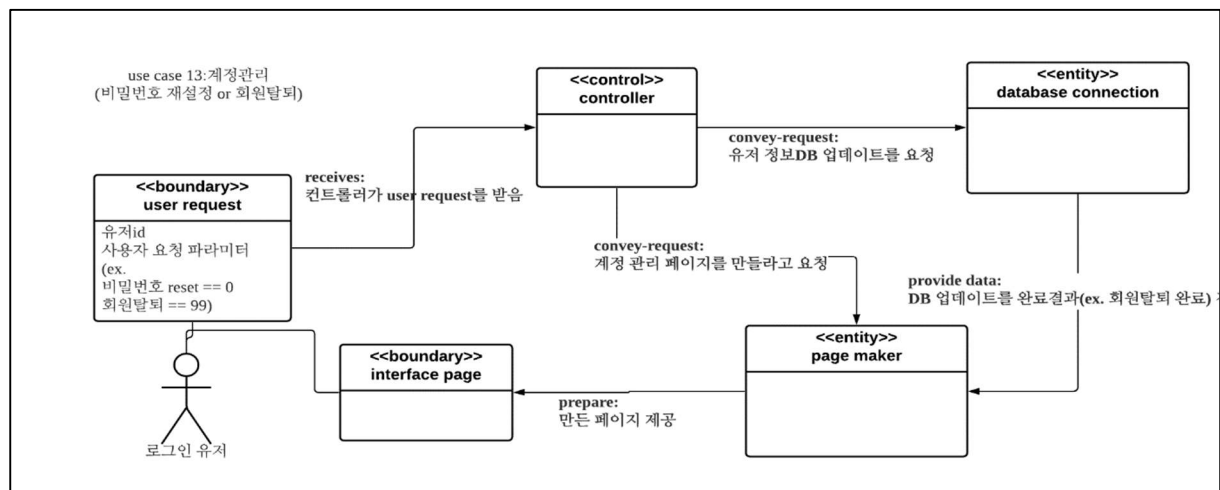 use case 13:계정관리
(비밀번호 재설정 or 회원탈퇴)
<<control>>
controller
<<entity>>
database connection
convey-request:
유저 정보DB 업데이트를 요청
receives:
컨트롤러가 user request를 받음
<<boundary>>
user request
유저id
사용자 요청 파라미터
(ex.
비밀번호 reset == 0
회원탈퇴 == 99)
convey-request:
계정 관리 페이지를 만들라고 요청
provide data:
DB 업데이트를 완료결과(ex. 회원탈퇴 완료)
<<entity>>
page maker
<<boundary>>
interface page
prepare:
만든 페이지 제공
로그인 유저